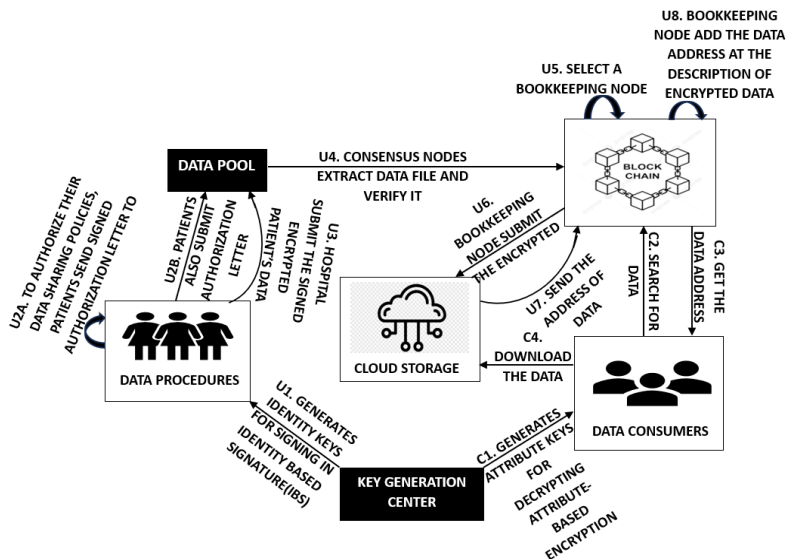 U8. BOOKKEEPING
NODE ADD THE DATA
ADDRESS AT THE
DESCRIPTION OF
ENCRYPTED DATA
U5. SELECT A
BOOKKEEPING NODE
DATA POOL
U4. CONSENSUS NODES
EXTRACT DATA FILE AND
VERIFY IT
BLOCK
CHAIN
U2A. TO AUTHORIZE THEIR
DATA SHARING POLICIES,
PATIENTS SEND SIGNED
AUTHORIZATION LETTER TO
U2B. PATIENTS
ALSO SUBMIT
AUTHORIZATION
LETTER
U3. HOSPITAL
SUBMIT THE SIGNED
ENCRYPTED
PATIENT'S DATA
U6.
BOOKKEEPING
NODE SUBMIT
THE ENCRYPTED
U7. SEND THE
ADDRESS OF
DATA
C2. SEARCH FOR
DATA
C3. GET THE
DATA ADDRESS
C4.
DOWNLOAD
THE DATA
CLOUD STORAGE
DATA PROCEDURES
DATA CONSUMERS
U1. GENERATES
IDENTITY KEYS
FOR SIGNING IN
IDENTITY BASED
SIGNATURE(IBS)
C1. GENERATES
ATTRIBUTE KEYS
FOR
DECRYPTING
ATTRIBUTE-
BASED
ENCRYPTION
KEY GENERATION
CENTER